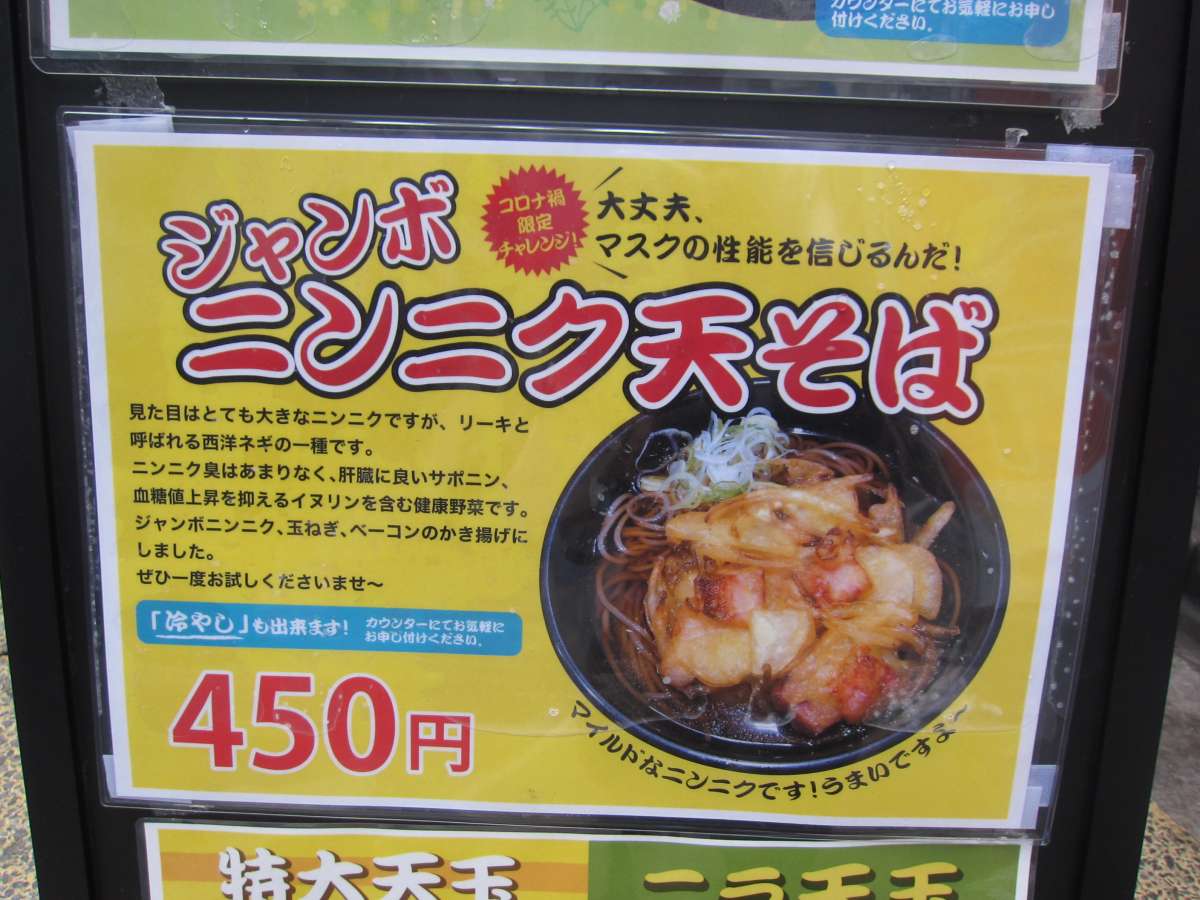 カウンターにてお気軽にお申し
付けください。
ジャンボ
コロナ禍
限定
チャレンジ!
大丈夫、
マスクの性能を信じるんだ!
ニンニク天そば
見た目はとても大きなニンニクですが、リーキと
呼ばれる西洋ネギの一種です。
ニンニク臭はあまりなく、肝臓に良いサポニン、
血糖値上昇を抑えるイヌリンを含む健康野菜です。
ジャンボニンニク、玉ねぎ、ベーコンのかき揚げに
しました。
ぜひ一度お試しくださいませ～
「冷やし」も出来ます!
カウンターにてお気軽に
お申し付けください。
450円
マイルドなニンニクです!うまいですよ～
特大天玉
ニラ天玉